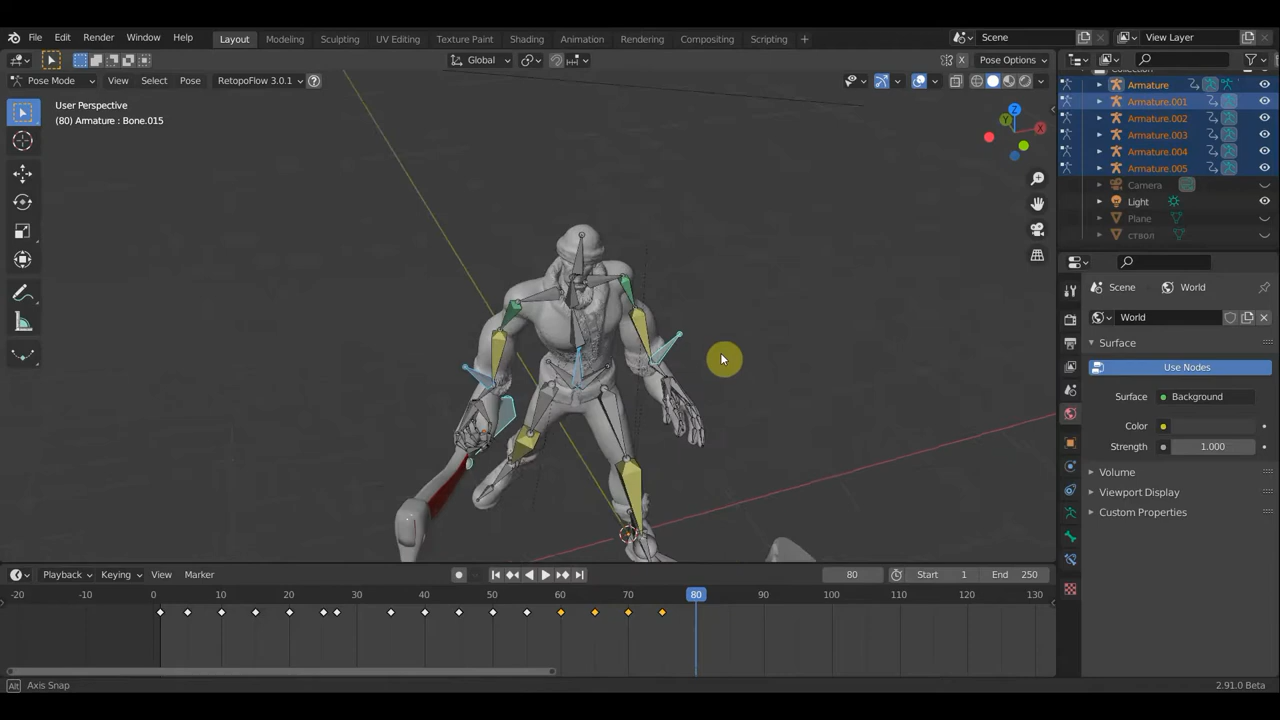 File Edit Render Window Help Layout Modeling Sculpting UV Editing Texture Paint Shading Animation Rendering Compositing Scripting Scene View Layer
Global Pose Options
Pose Mode View Select Pose RetopoFlow 3.0.1
User Perspective
(80) Armature : Bone.015
Z
Y
X
Collection
Armature
Armature.001
Armature.002
Armature.003
Armature.004
Armature.005
Camera
Light
Plane
ствол
Scene World
World
Surface
Use Nodes
Surface Background
Color
Strength 1.000
Volume
Viewport Display
Custom Properties
Playback Keying View Marker 80 Start 1 End 250
-20 -10 0 10 20 30 40 50 60 70 80 90 100 110 120 130
Alt Axis Snap 2.91.0 Beta